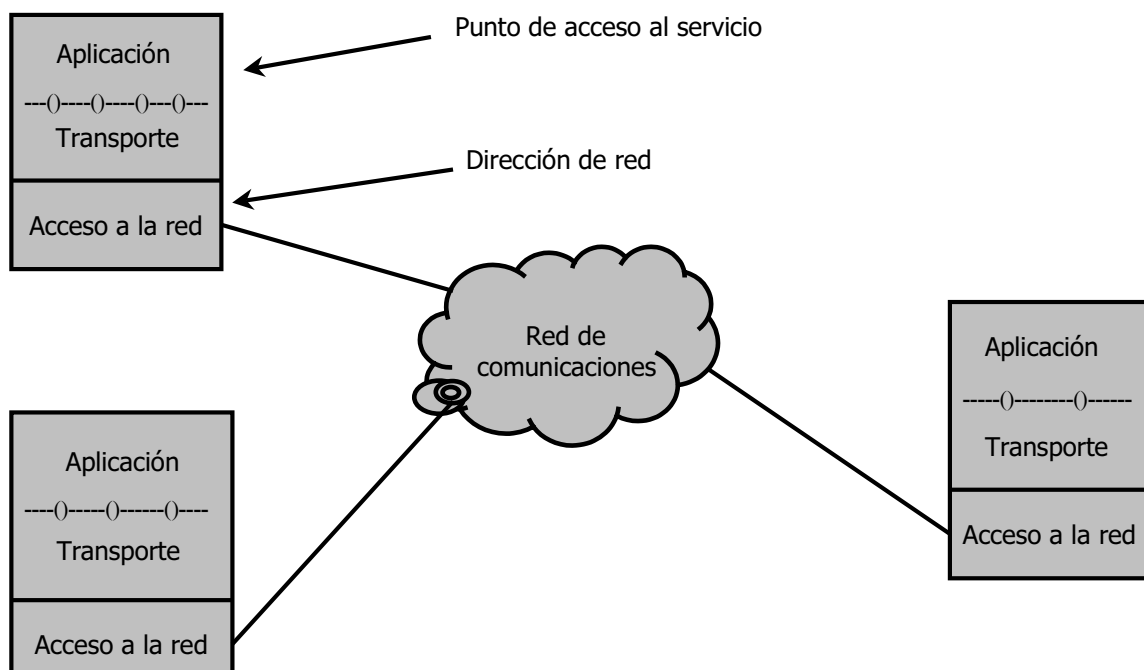 Aplicación
---()----()----()---()---
Transporte
Acceso a la red
Punto de acceso al servicio
Dirección de red
Red de
comunicaciones
Aplicación
-----()--------()------
Transporte
Acceso a la red
Aplicación
----()-----()------()----
Transporte
Acceso a la red